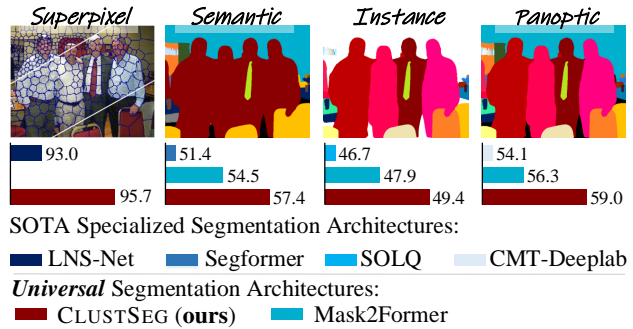 Superpixel Semantic Instance Panoptic
93.0 51.4 46.7 54.1
54.5 47.9 56.3
95.7 57.4 49.4 59.0
SOTA Specialized Segmentation Architectures:
LNS-Net Segformer SOLQ CMT-Deeplab
Universal Segmentation Architectures:
CLUSTSEG (ours) Mask2Former